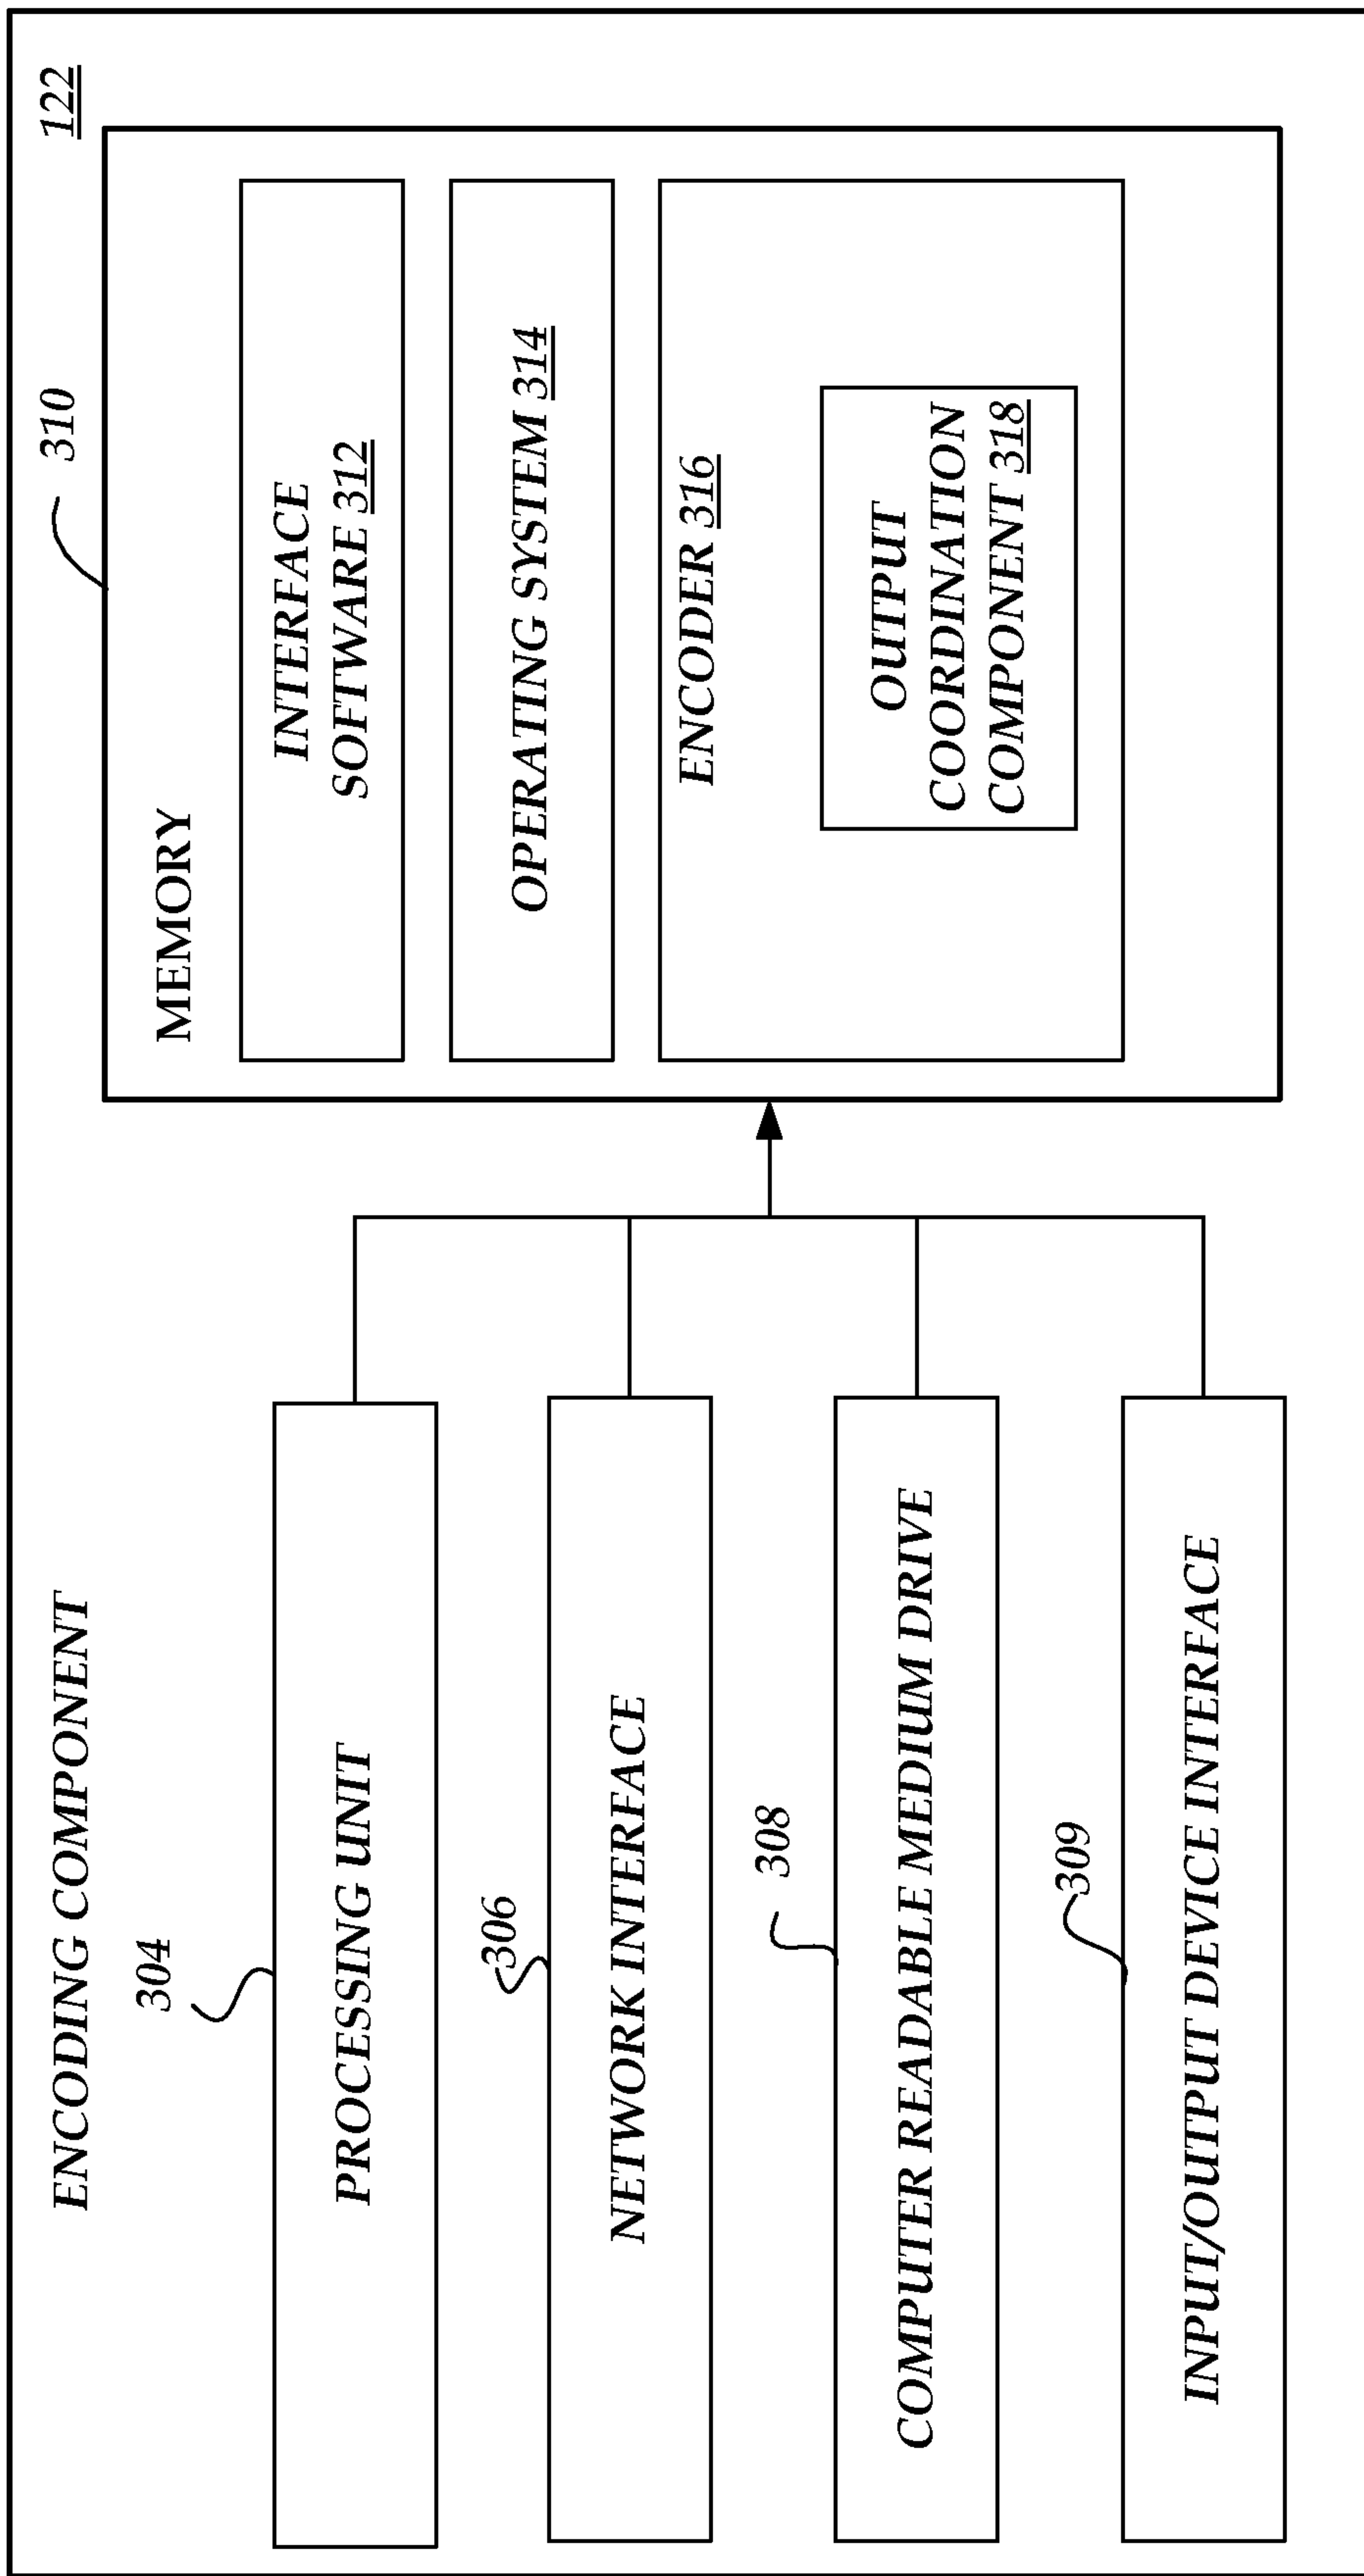 ENCODING COMPONENT
122
304
PROCESSING UNIT
306
NETWORK INTERFACE
308
COMPUTER READABLE MEDIUM DRIVE
309
INPUT/OUTPUT DEVICE INTERFACE
310
MEMORY
INTERFACE
SOFTWARE 312
OPERATING SYSTEM 314
ENCODER 316
OUTPUT
COORDINATION
COMPONENT 318